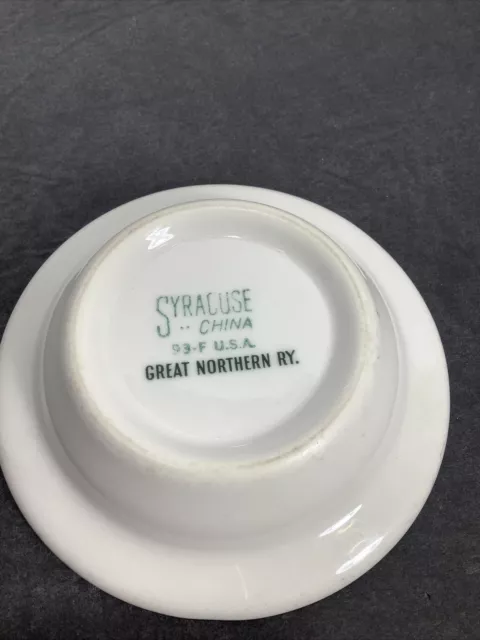 SYRACUSE
·· CHINA
93-F U.S.A.
GREAT NORTHERN RY.